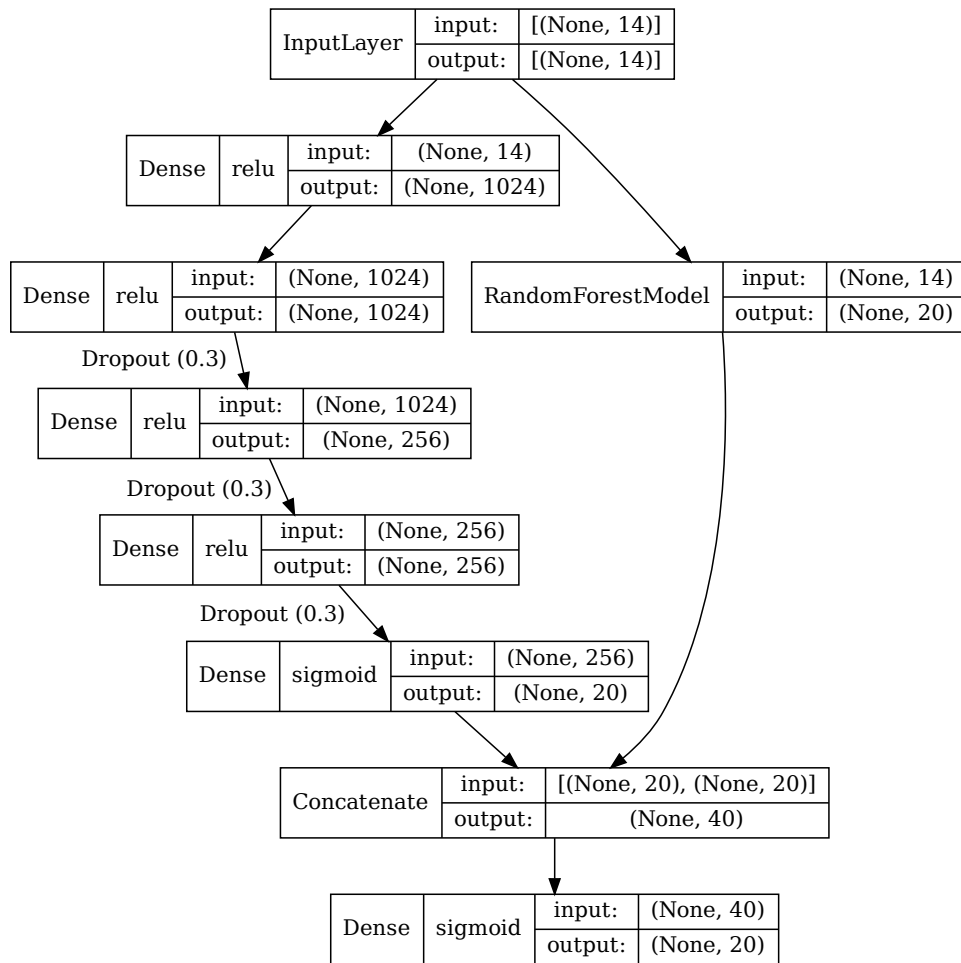 InputLayer
input: [(None, 14)]
output: [(None, 14)]
Dense relu
input: (None, 14)
output: (None, 1024)
Dense relu
input: (None, 1024)
output: (None, 1024)
RandomForestModel
input: (None, 14)
output: (None, 20)
Dropout (0.3)
Dense relu
input: (None, 1024)
output: (None, 256)
Dropout (0.3)
Dense relu
input: (None, 256)
output: (None, 256)
Dropout (0.3)
Dense sigmoid
input: (None, 256)
output: (None, 20)
Concatenate
input: [(None, 20), (None, 20)]
output: (None, 40)
Dense sigmoid
input: (None, 40)
output: (None, 20)